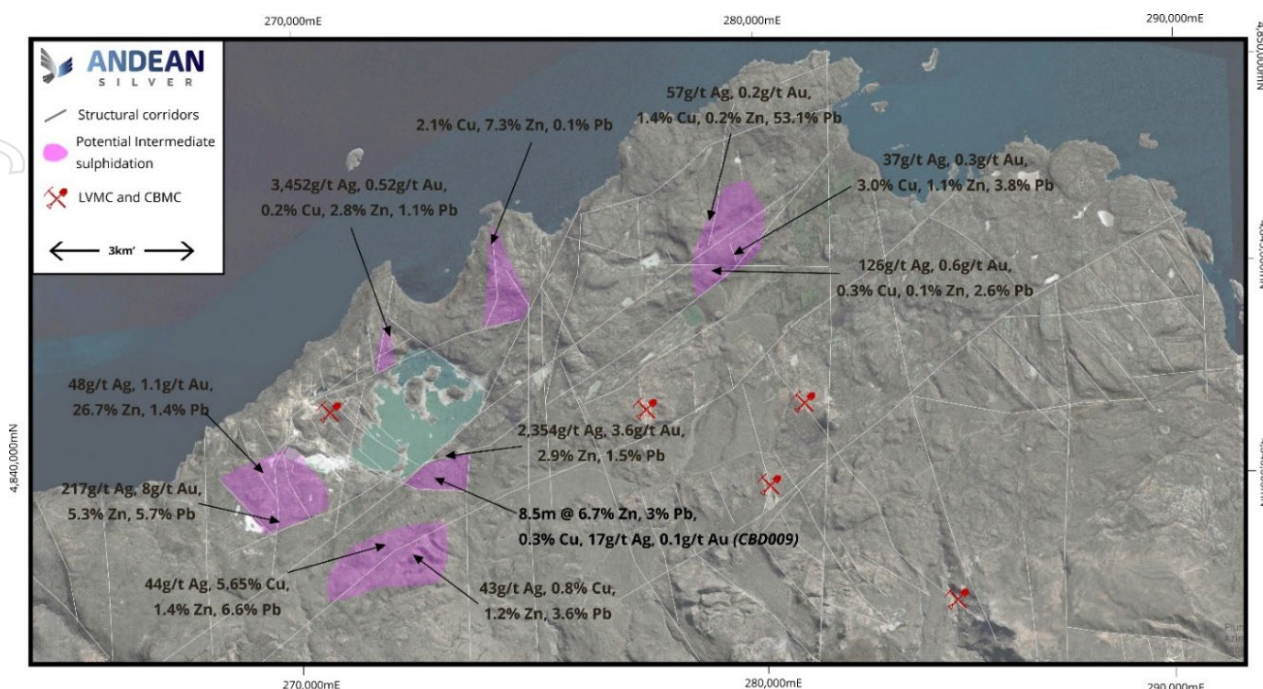 270,000mE
280,000mE
290,000mE
4,850,000mN
ANDEAN
SILVER
Structural corridors
Potential Intermediate
sulphidation
LVMC and CBMC
3km'
57g/t Ag, 0.2g/t Au,
1.4% Cu, 0.2% Zn, 53.1% Pb
2.1% Cu, 7.3% Zn, 0.1% Pb
37g/t Ag, 0.3g/t Au,
3.0% Cu, 1.1% Zn, 3.8% Pb
3,452g/t Ag, 0.52g/t Au,
0.2% Cu, 2.8% Zn, 1.1% Pb
126g/t Ag, 0.6g/t Au,
0.3% Cu, 0.1% Zn, 2.6% Pb
48g/t Ag, 1.1g/t Au,
26.7% Zn, 1.4% Pb
2,354g/t Ag, 3.6g/t Au,
2.9% Zn, 1.5% Pb
4,840,000mN
217g/t Ag, 8g/t Au,
5.3% Zn, 5.7% Pb
8.5m @ 6.7% Zn, 3% Pb,
0.3% Cu, 17g/t Ag, 0.1g/t Au (CBD009)
44g/t Ag, 5.65% Cu,
1.4% Zn, 6.6% Pb
43g/t Ag, 0.8% Cu,
1.2% Zn, 3.6% Pb
270,000mE
280,000mE
290,000mE